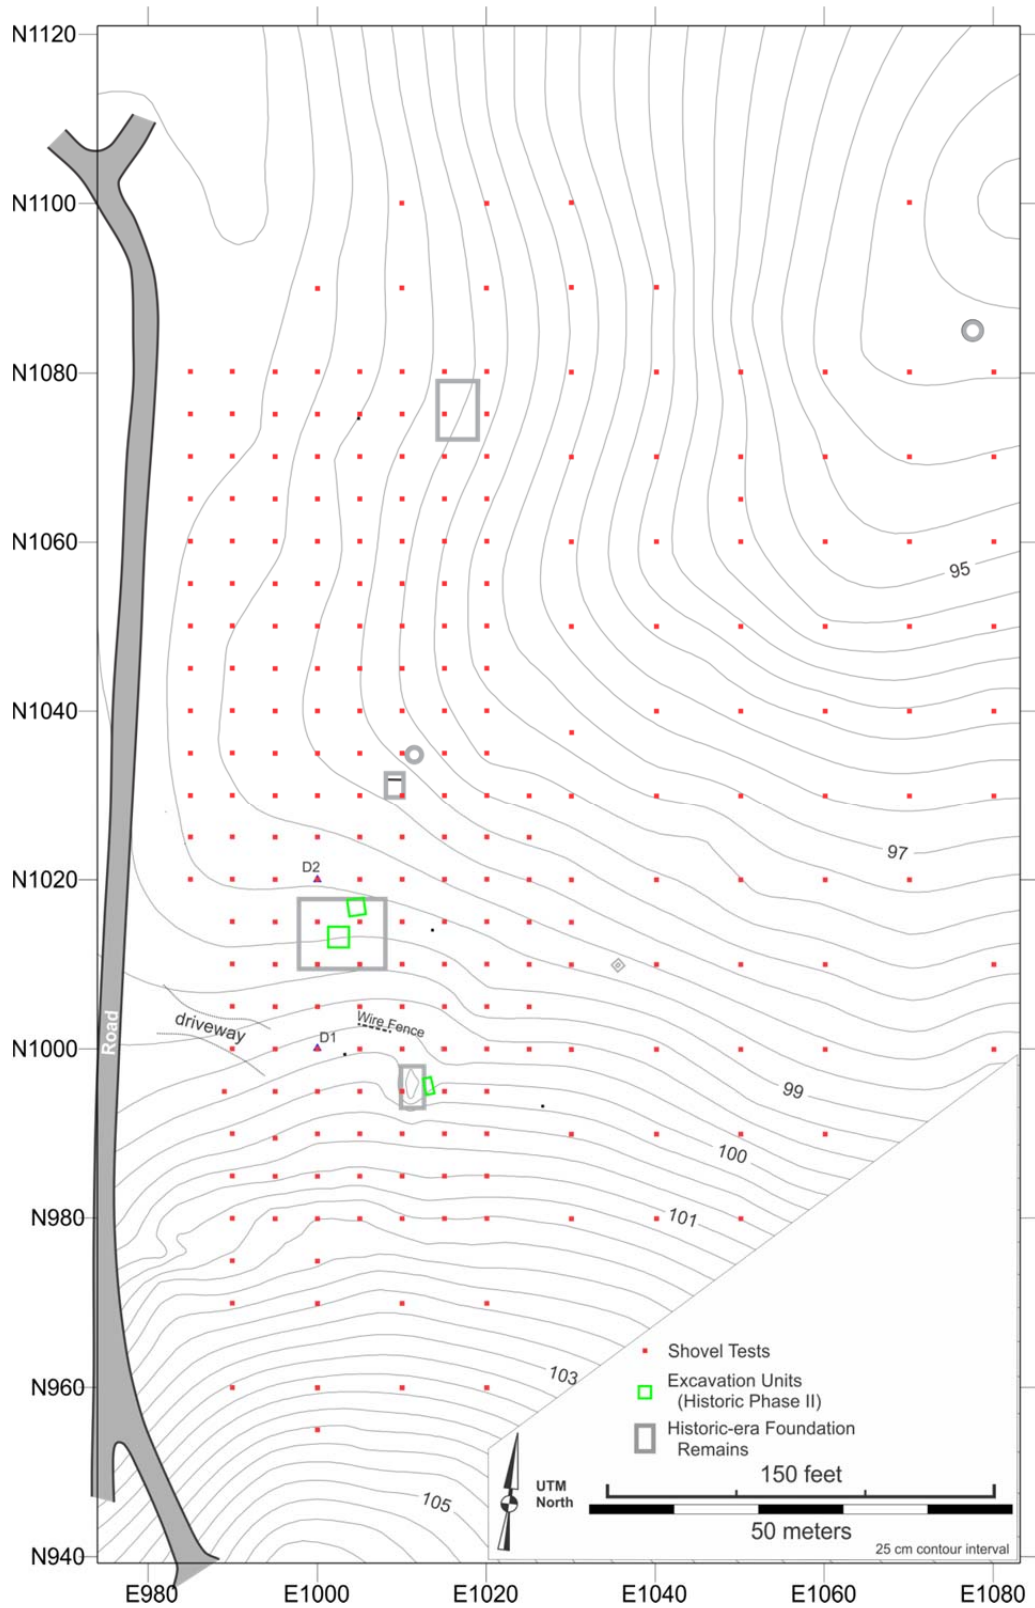 N1120
N1100
N1080
N1060
95
N1040
97
D2
N1020
Road
driveway
Wire Fence
D1
N1000
99
100
N980
101
103
Shovel Tests
Excavation Units
(Historic Phase II)
N960
Historic-era Foundation
Remains
150 feet
UTM
North
105
50 meters
25 cm contour interval
N940
E980 E1000 E1020 E1040 E1060 E1080